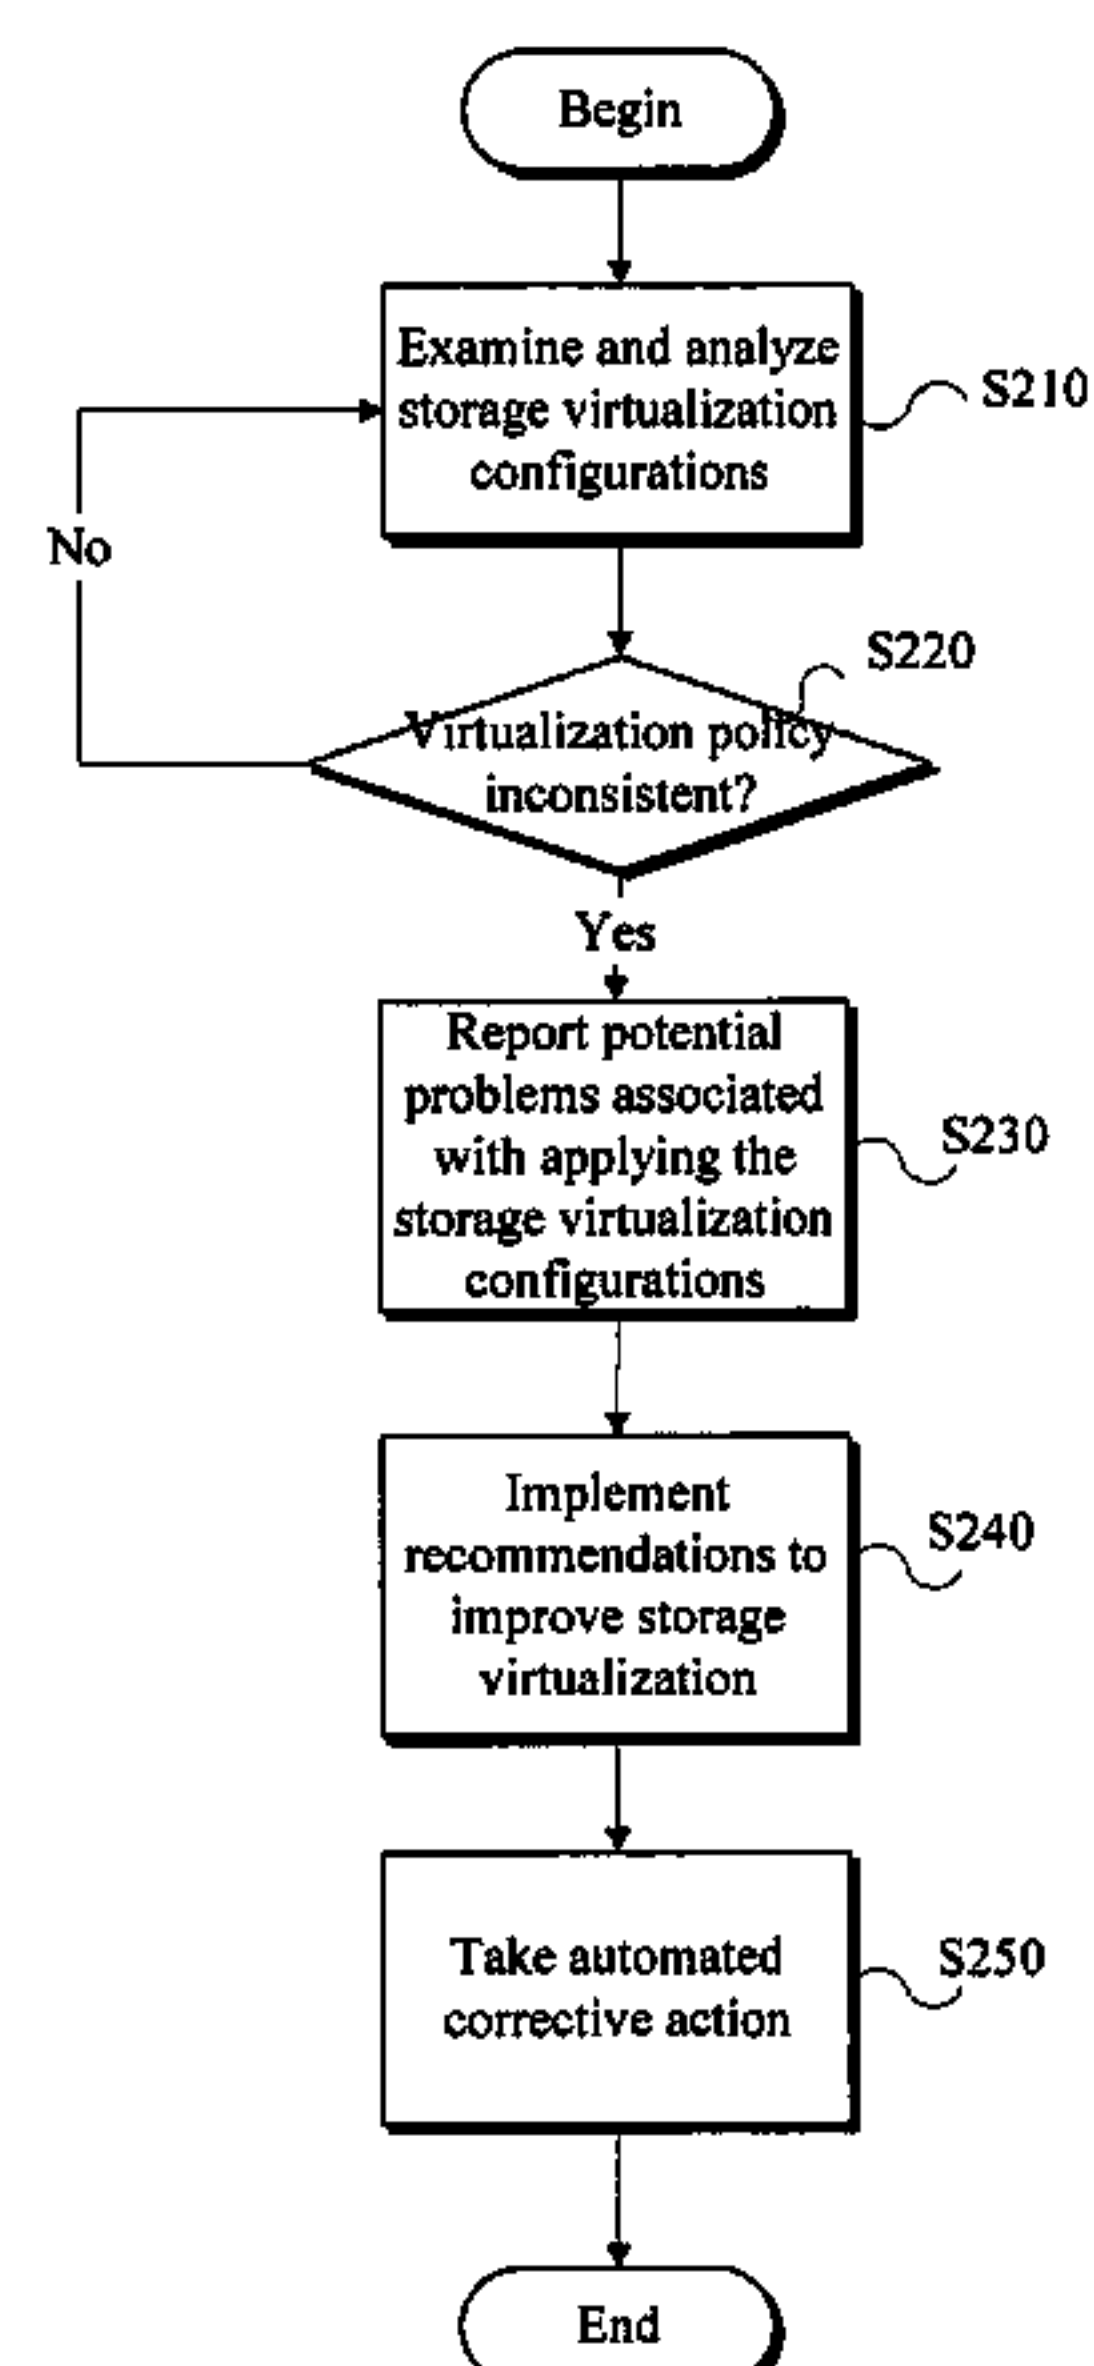 Begin
Examine and analyze
storage virtualization
configurations
S210
No
S220
Virtualization policy
inconsistent?
Yes
Report potential
problems associated
with applying the
storage virtualization
configurations
S230
Implement
recommendations to
improve storage
virtualization
S240
Take automated
corrective action
S250
End